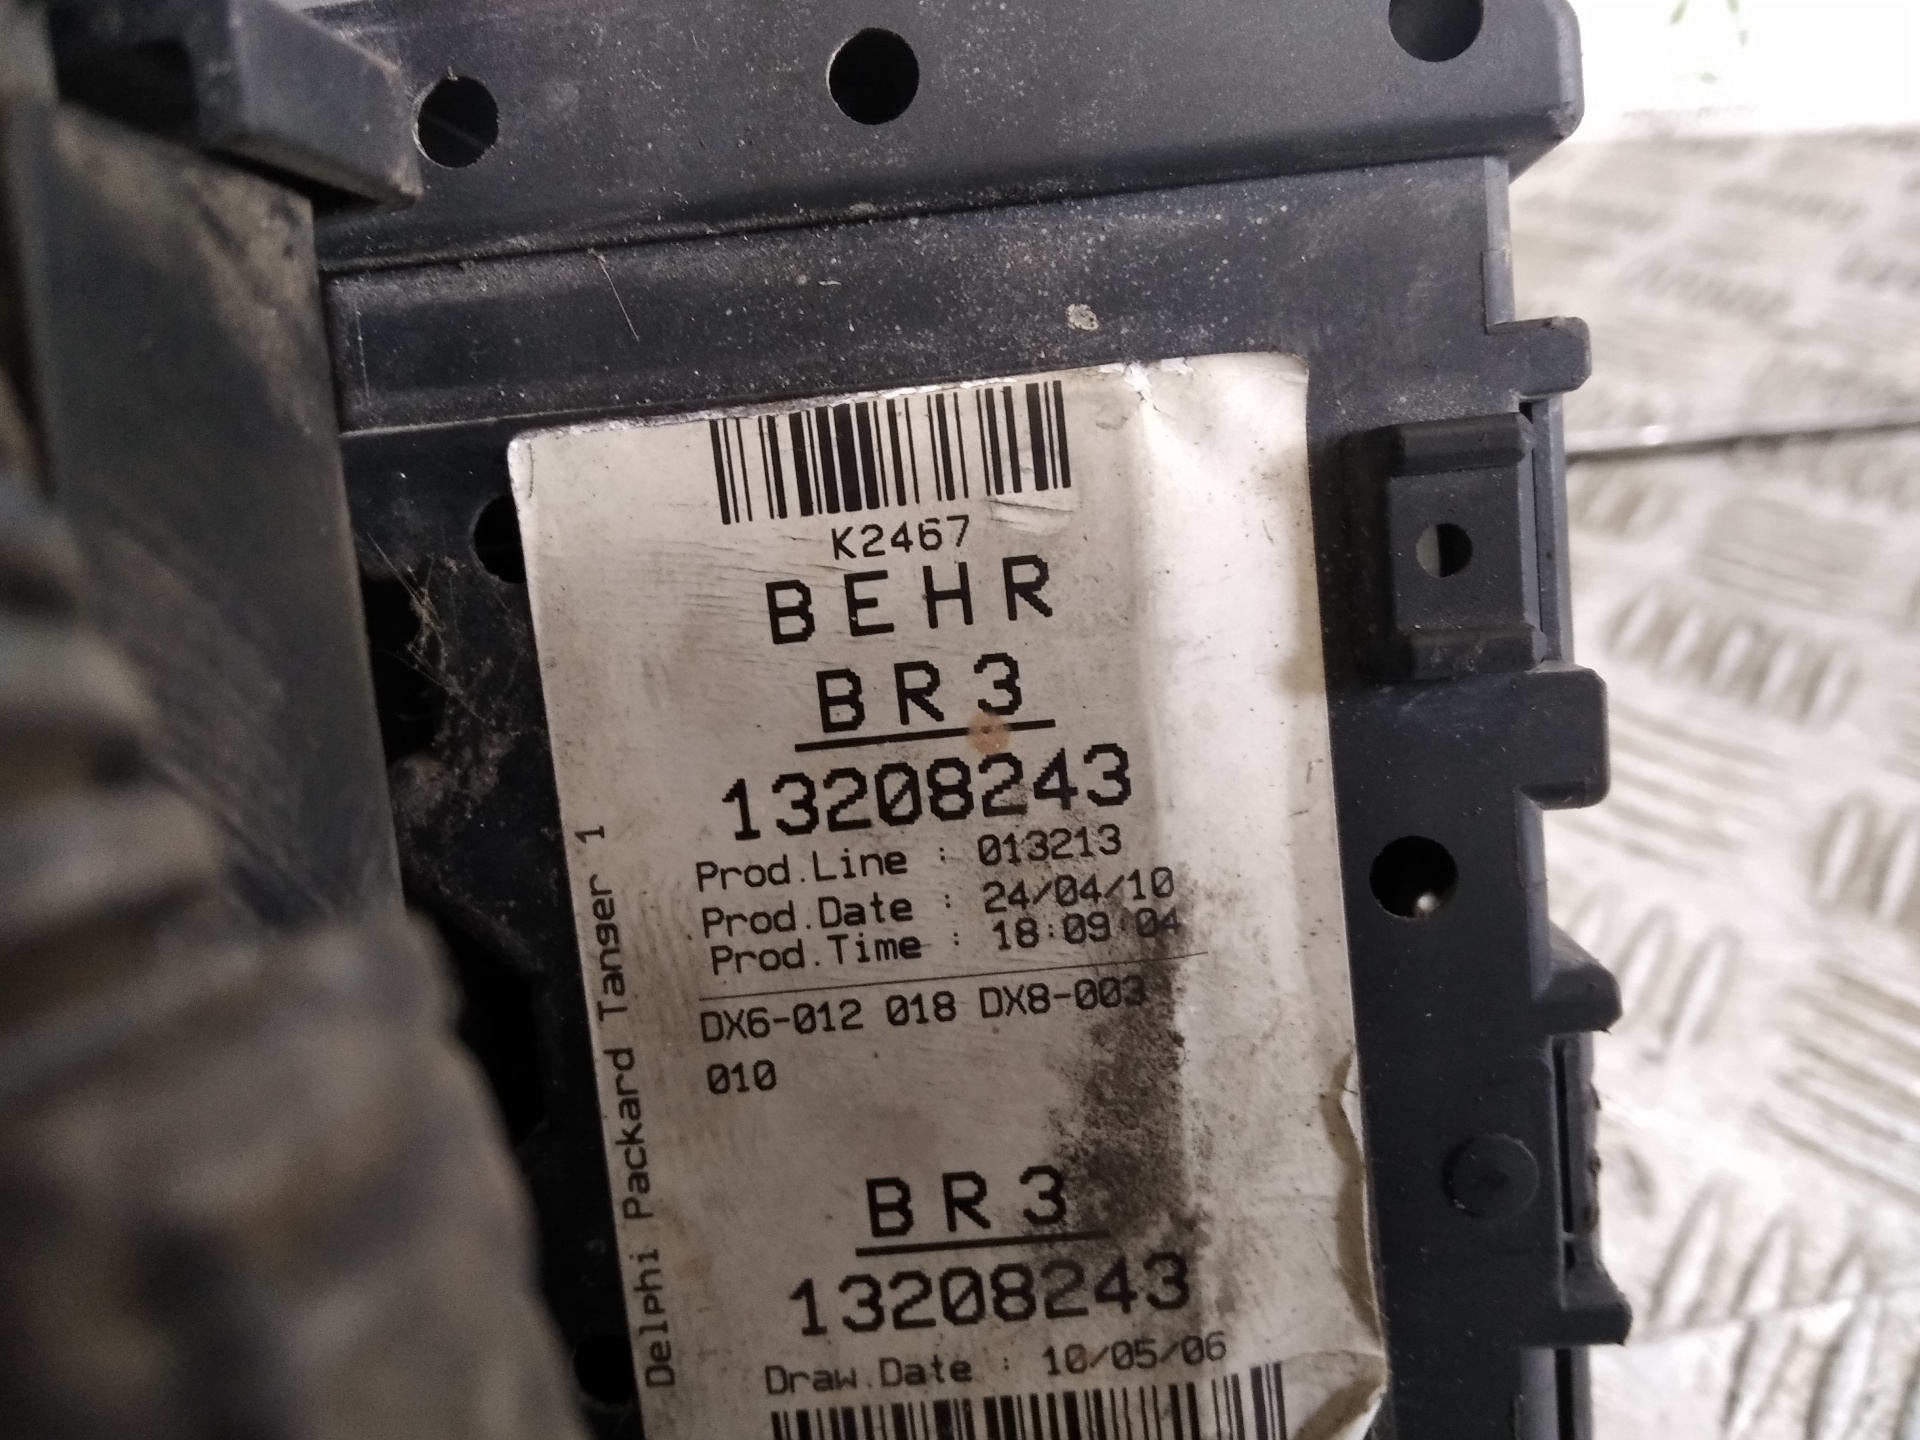 K2467
BEHR
BR3
13208243
Prod.Line : 013213
Prod.Date : 24/04/10
Prod.Time : 18:09:04
DX6-012 018 DX8-003
010
BR3
13208243
Draw.Date : 10/05/06
Delphi Packard Tanger 1